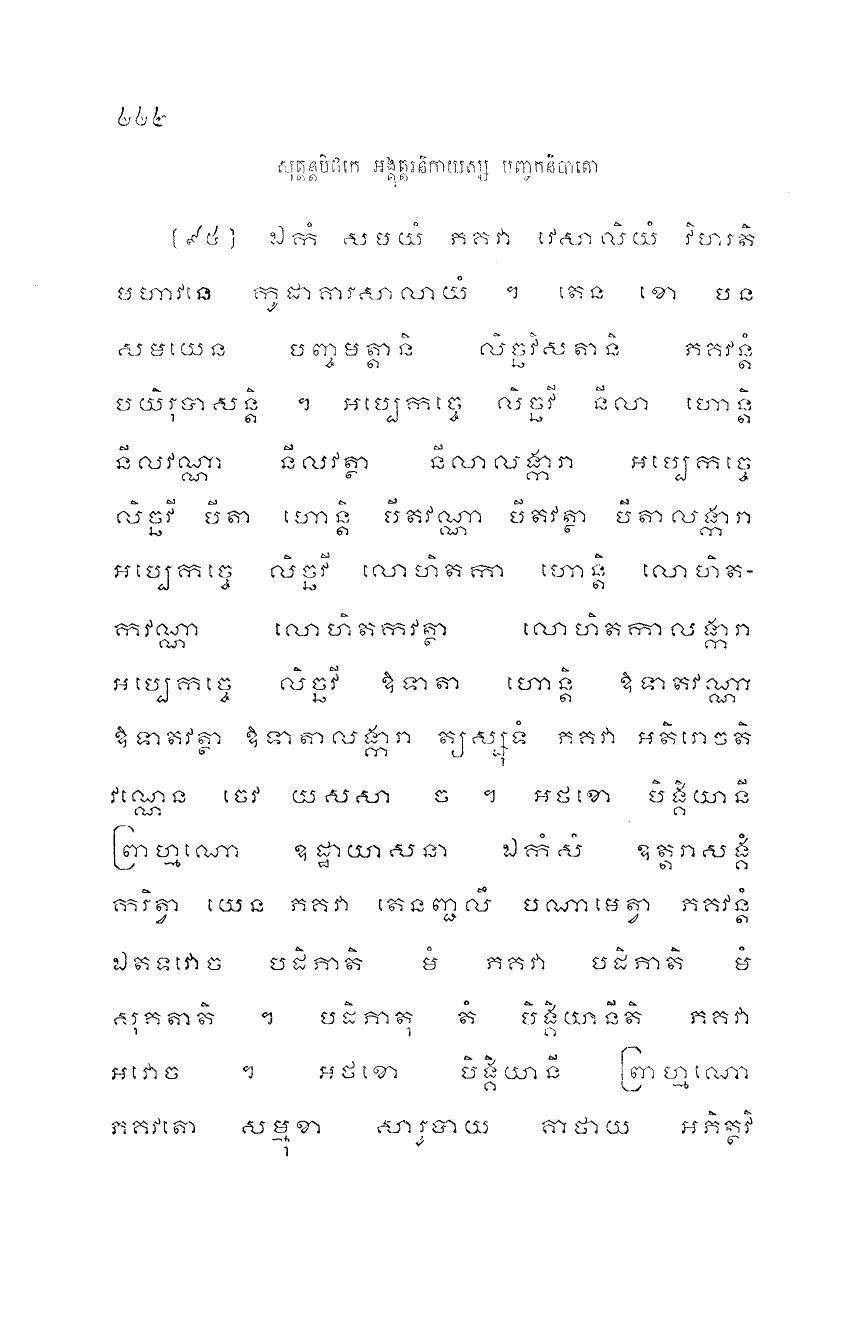 ២២៤
សុត្តន្តបិដកេ អង្គុត្តរនិកាយស្ស បញ្ចកនិបាតោ
[៩៥] ឯកំ សមយំ ភគវា វេសាលិយំ វិហរតិ
មហាវនេ កូដាគារសាលាយំ ។ តេន ខោ បន
សមយេន បញ្ចមត្តានិ លិច្ឆវិសតានិ ភគវន្តំ
បយិរុទាសន្តិ ។ អប្បេកច្ចេ លិច្ឆវី នីលា ហោន្តិ
នីលវណ្ណា នីលវត្ថា នីលាលង្ការា អប្បេកច្ចេ
លិច្ឆវី បីតា ហោន្តិ បីតវណ្ណា បីតវត្ថា បីតាលង្ការា
អប្បេកច្ចេ លិច្ឆវី លោហិតកា ហោន្តិ លោហិត-
កវណ្ណា លោហិតកវត្ថា លោហិតកាលង្ការា
អប្បេកច្ចេ លិច្ឆវី ឱទាតា ហោន្តិ ឱទាតវណ្ណា
ឱទាតវត្ថា ឱទាតាលង្ការា ត្យស្សុទំ ភគវា អតិរោចតិ
វណ្ណេន ចេវ យសសា ច ។ អថខោ បិង្គិយានី
ព្រាហ្មណោ ឧដ្ឋាយាសនា ឯកំសំ ឧត្តរាសង្គំ
ករិត្វា យេន ភគវា តេនញ្ជលឹ បណាមេត្វា ភគវន្តំ
ឯតទវោច បដិភាតិ មំ ភគវា បដិភាតិ មំ
សុគតាតិ ។ បដិភាតុ តំ បិង្គិយានីតិ ភគវា
អវោច ។ អថខោ បិង្គិយានី ព្រាហ្មណោ
ភគវតោ សម្មុខា សារូទាយ គាថាយ អភិត្ថវិ